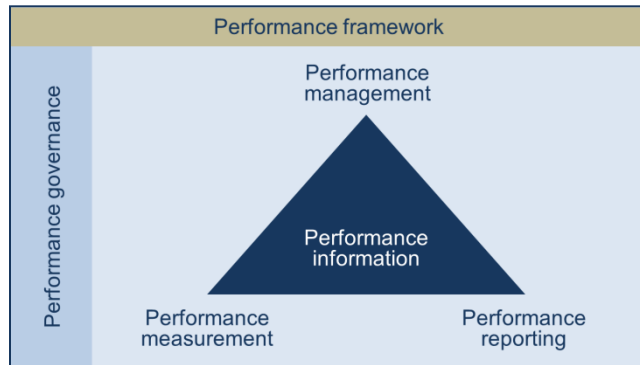 Performance framework
Performance governance
Performance
management
Performance
information
Performance
measurement
Performance
reporting